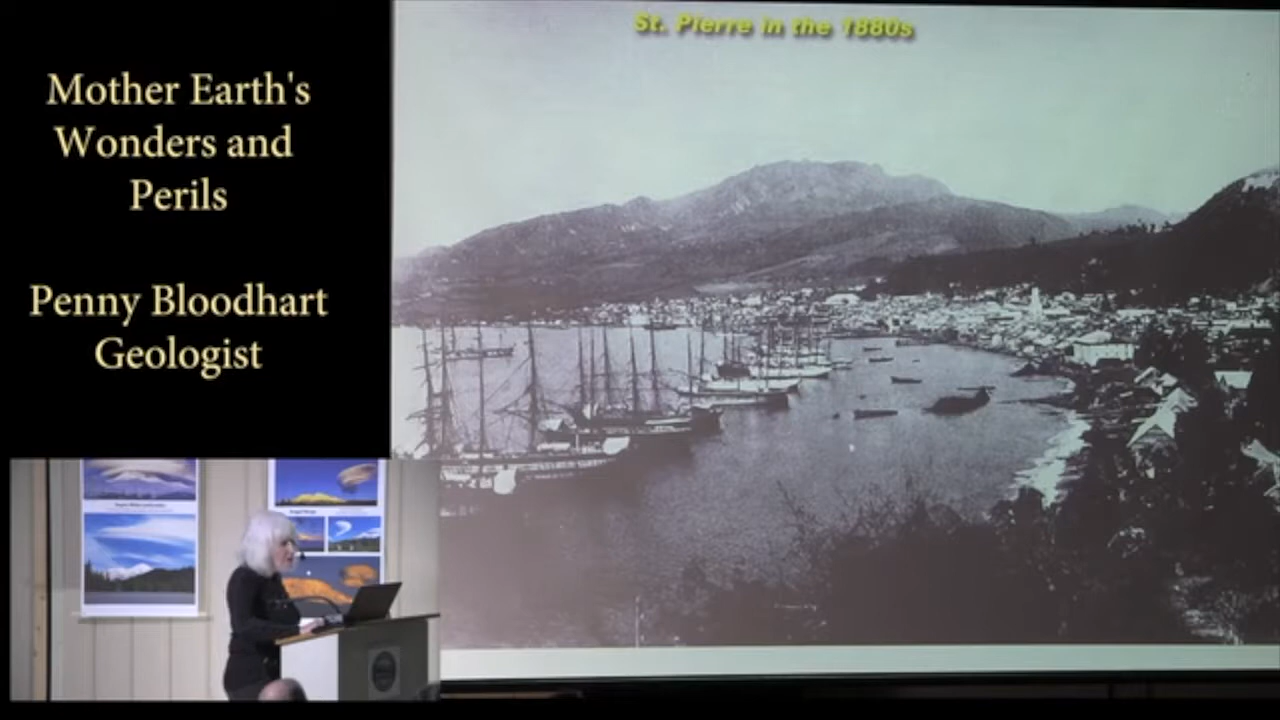 Mother Earth's
Wonders and
Perils
Penny Bloodhart
Geologist
St. Pierre in the 1880s